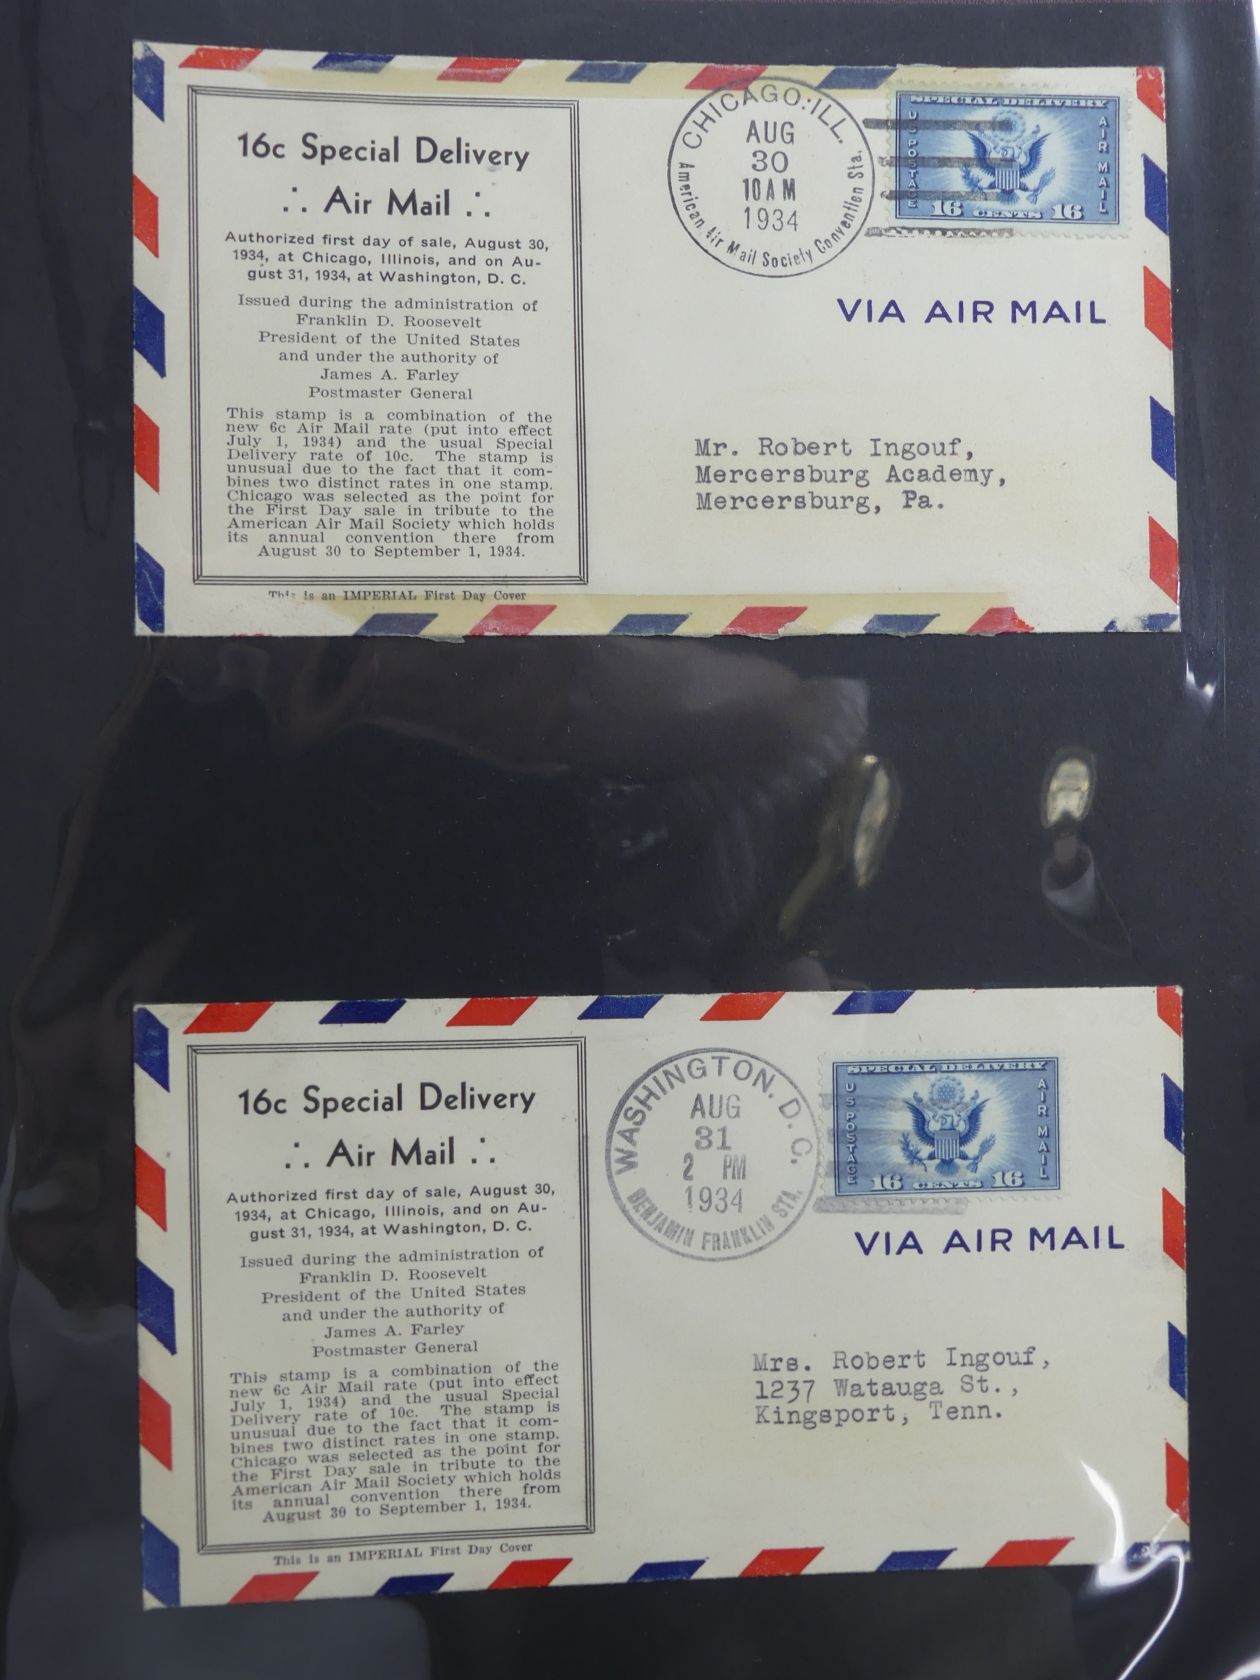 16c Special Delivery
∴ Air Mail ∴
Authorized first day of sale, August 30,
1934, at Chicago, Illinois, and on Au-
gust 31, 1934, at Washington, D. C.
Issued during the administration of
Franklin D. Roosevelt
President of the United States
and under the authority of
James A. Farley
Postmaster General
This stamp is a combination of the
new 6c Air Mail rate (put into effect
July 1, 1934) and the usual Special
Delivery rate of 10c. The stamp is
unusual due to the fact that it com-
bines two distinct rates in one stamp.
Chicago was selected as the point for
the First Day sale in tribute to the
American Air Mail Society which holds
its annual convention there from
August 30 to September 1, 1934.
This is an IMPERIAL First Day Cover
CHICAGO: ILL.
AUG
30
10 AM
1934
American Air Mail Society Convention Sta.
SPECIAL DELIVERY
US POSTAGE
AIR MAIL
16 CENTS 16
VIA AIR MAIL
Mr. Robert Ingouf,
Mercersburg Academy,
Mercersburg, Pa.
16c Special Delivery
∴ Air Mail ∴
Authorized first day of sale, August 30,
1934, at Chicago, Illinois, and on Au-
gust 31, 1934, at Washington, D. C.
Issued during the administration of
Franklin D. Roosevelt
President of the United States
and under the authority of
James A. Farley
Postmaster General
This stamp is a combination of the
new 6c Air Mail rate (put into effect
July 1, 1934) and the usual Special
Delivery rate of 10c. The stamp is
unusual due to the fact that it com-
bines two distinct rates in one stamp.
Chicago was selected as the point for
the First Day sale in tribute to the
American Air Mail Society which holds
its annual convention there from
August 30 to September 1, 1934.
This is an IMPERIAL First Day Cover
WASHINGTON. D. C.
AUG
31
2 PM
1934
BENJAMIN FRANKLIN STA.
SPECIAL DELIVERY
US POSTAGE
AIR MAIL
16 CENTS 16
VIA AIR MAIL
Mrs. Robert Ingouf,
1237 Watauga St.,
Kingsport, Tenn.